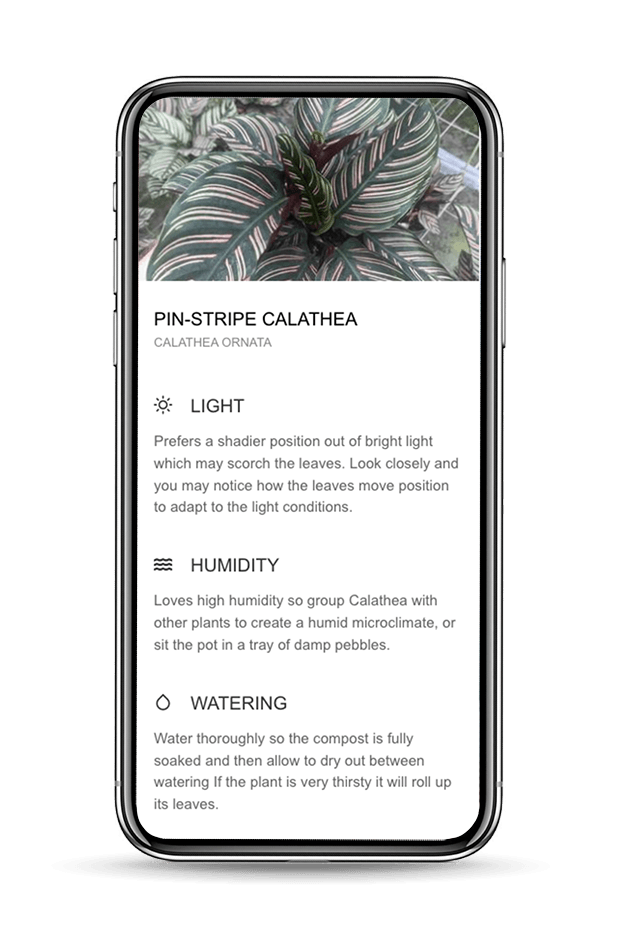 PIN-STRIPE CALATHEA
CALATHEA ORNATA
LIGHT
Prefers a shadier position out of bright light
which may scorch the leaves. Look closely and
you may notice how the leaves move position
to adapt to the light conditions.
HUMIDITY
Loves high humidity so group Calathea with
other plants to create a humid microclimate, or
sit the pot in a tray of damp pebbles.
WATERING
Water thoroughly so the compost is fully
soaked and then allow to dry out between
watering If the plant is very thirsty it will roll up
its leaves.